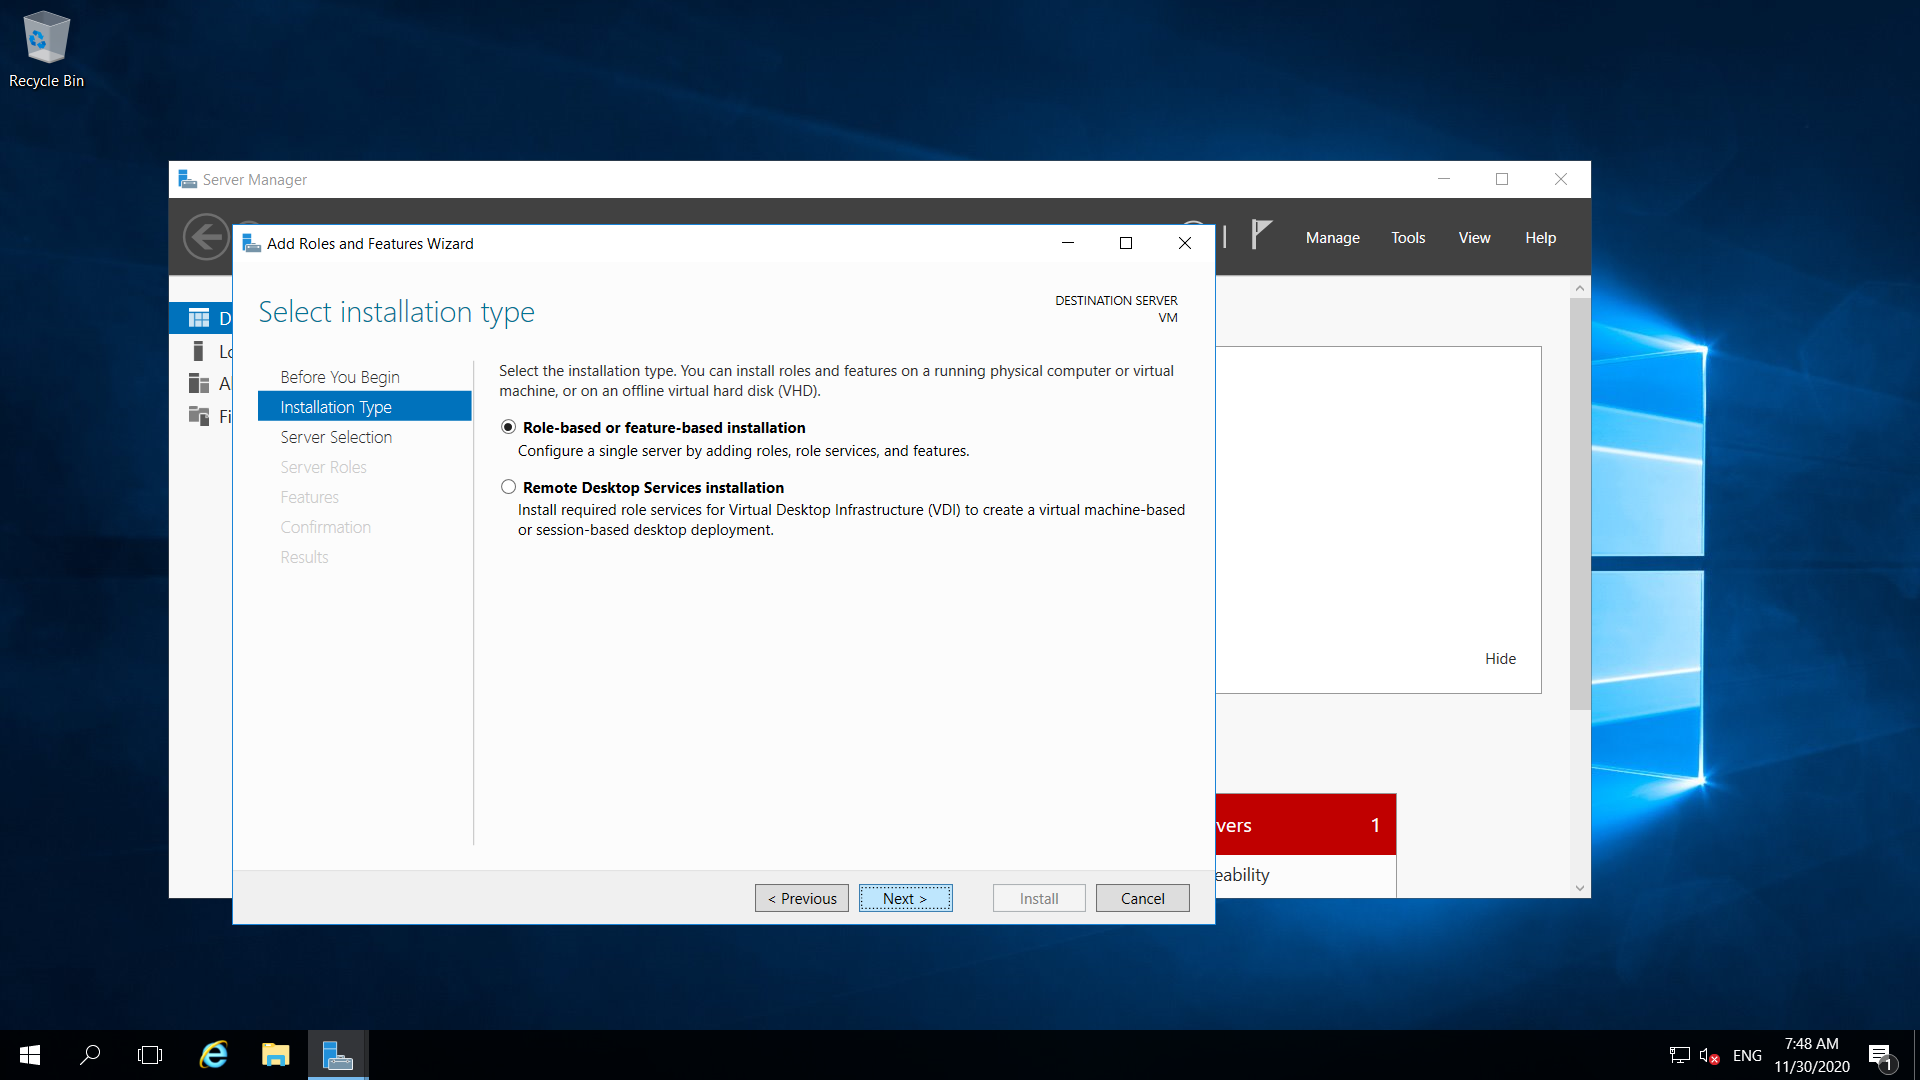 Recycle Bin
Server Manager
Manage
Tools
View
Help
Add Roles and Features Wizard
Select installation type
DESTINATION SERVER
VM
Before You Begin
Installation Type
Server Selection
Server Roles
Features
Confirmation
Results
Select the installation type. You can install roles and features on a running physical computer or virtual
machine, or on an offline virtual hard disk (VHD).
Role-based or feature-based installation
Configure a single server by adding roles, role services, and features.
Remote Desktop Services installation
Install required role services for Virtual Desktop Infrastructure (VDI) to create a virtual machine-based
or session-based desktop deployment.
Hide
vers 1
eability
< Previous
Next >
Install
Cancel
ENG
7:48 AM
11/30/2020
1